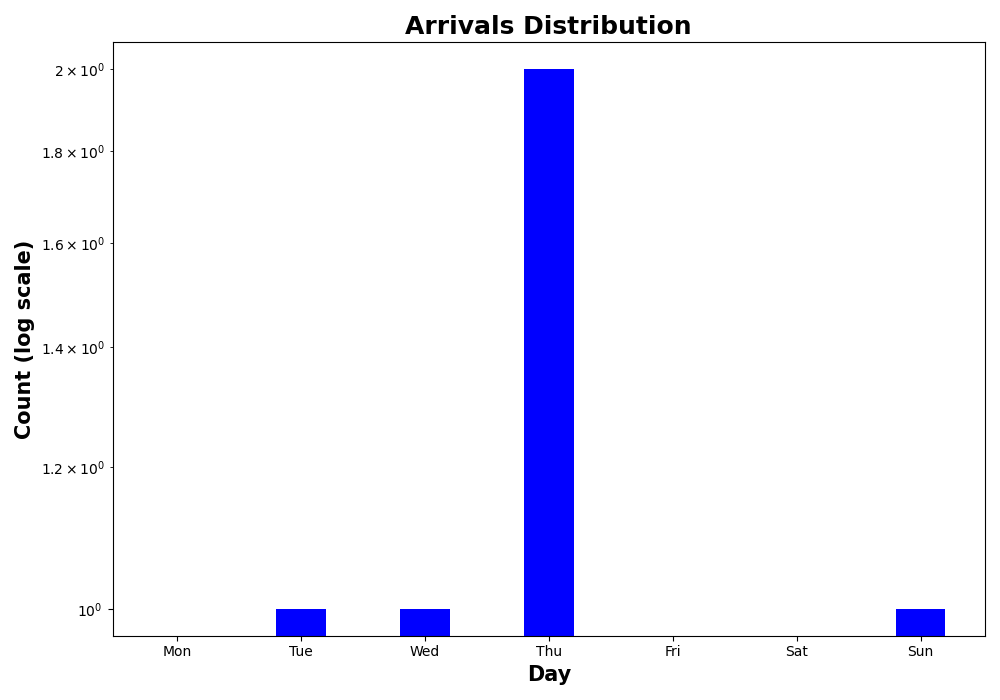 Arrivals Distribution
Count (log scale)
2 × 10⁰
1.8 × 10⁰
1.6 × 10⁰
1.4 × 10⁰
1.2 × 10⁰
10⁰
Mon Tue Wed Thu Fri Sat Sun
Day